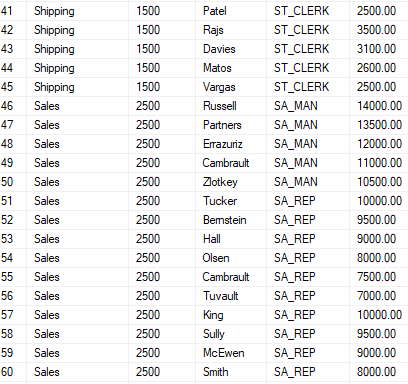 41 Shipping 1500 Patel ST_CLERK 2500.00
42 Shipping 1500 Rajs ST_CLERK 3500.00
43 Shipping 1500 Davies ST_CLERK 3100.00
44 Shipping 1500 Matos ST_CLERK 2600.00
45 Shipping 1500 Vargas ST_CLERK 2500.00
46 Sales 2500 Russell SA_MAN 14000.00
47 Sales 2500 Partners SA_MAN 13500.00
48 Sales 2500 Errazuriz SA_MAN 12000.00
49 Sales 2500 Cambrault SA_MAN 11000.00
50 Sales 2500 Zlotkey SA_MAN 10500.00
51 Sales 2500 Tucker SA_REP 10000.00
52 Sales 2500 Bernstein SA_REP 9500.00
53 Sales 2500 Hall SA_REP 9000.00
54 Sales 2500 Olsen SA_REP 8000.00
55 Sales 2500 Cambrault SA_REP 7500.00
56 Sales 2500 Tuvault SA_REP 7000.00
57 Sales 2500 King SA_REP 10000.00
58 Sales 2500 Sully SA_REP 9500.00
59 Sales 2500 McEwen SA_REP 9000.00
60 Sales 2500 Smith SA_REP 8000.00